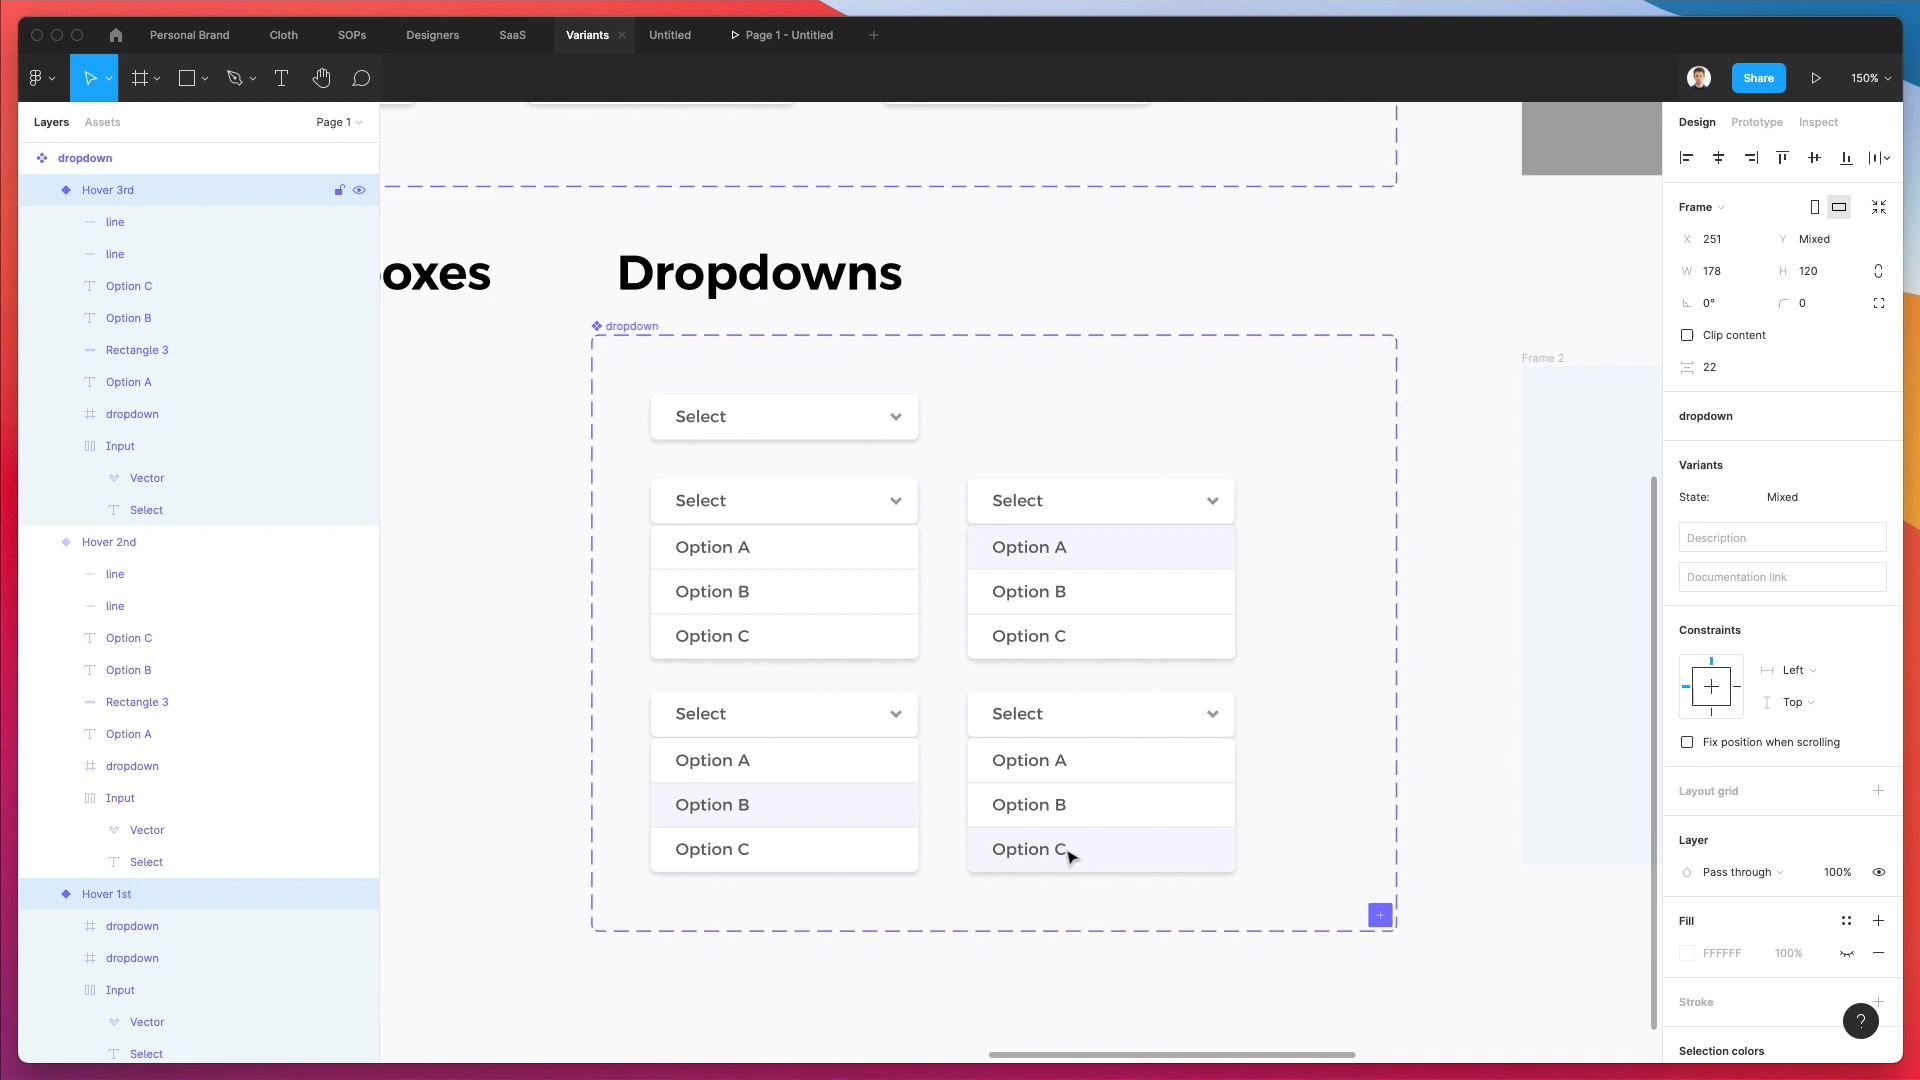 Personal Brand
Cloth
SOPs
Designers
SaaS
Variants
Untitled
Page 1 - Untitled
Share
150%
Layers
Assets
Page 1
dropdown
Hover 3rd
line
line
Option C
Option B
Rectangle 3
Option A
dropdown
Input
Vector
Select
Hover 2nd
line
line
Option C
Option B
Rectangle 3
Option A
dropdown
Input
Vector
Select
Hover 1st
dropdown
dropdown
Input
Vector
Select
oxes
Dropdowns
dropdown
Select
Select
Option A
Option B
Option C
Select
Option A
Option B
Option C
Select
Option A
Option B
Option C
Select
Option A
Option B
Option C
Frame 2
Design
Prototype
Inspect
Frame
X 251
Y Mixed
W 178
H 120
0°
0
Clip content
22
dropdown
Variants
State:
Mixed
Description
Documentation link
Constraints
Left
Top
Fix position when scrolling
Layout grid
Layer
Pass through
100%
Fill
FFFFFF
100%
Stroke
?
Selection colors